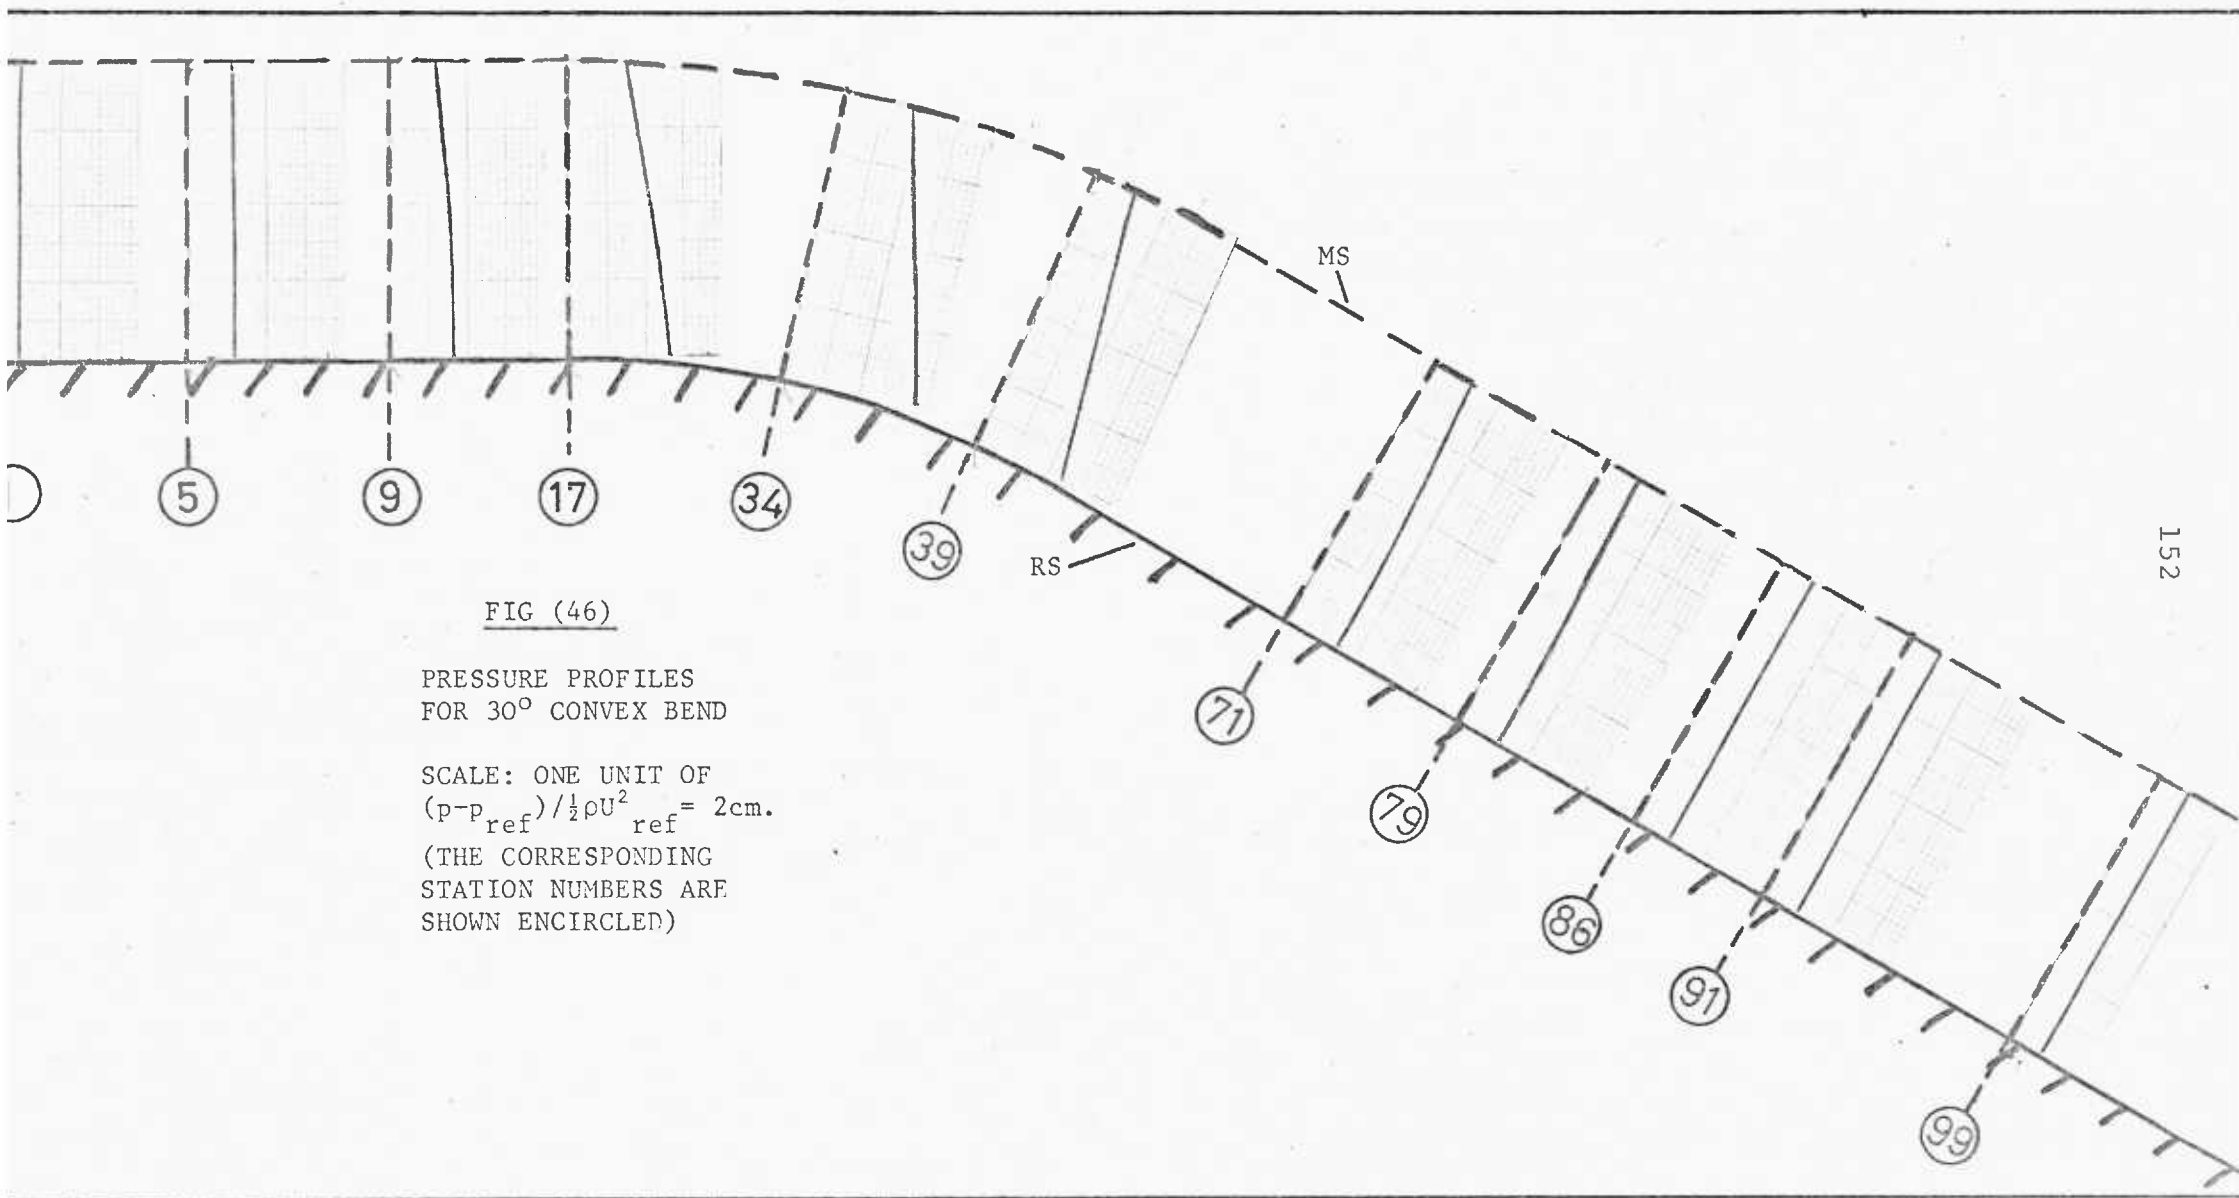 MS
152
5
9
17
34
39
RS
FIG (46)
71
PRESSURE PROFILES
FOR 30° CONVEX BEND
79
SCALE: ONE UNIT OF
(p-p_ref)/½ρU²_ref = 2cm.
(THE CORRESPONDING
STATION NUMBERS ARE
SHOWN ENCIRCLED)
86
91
99